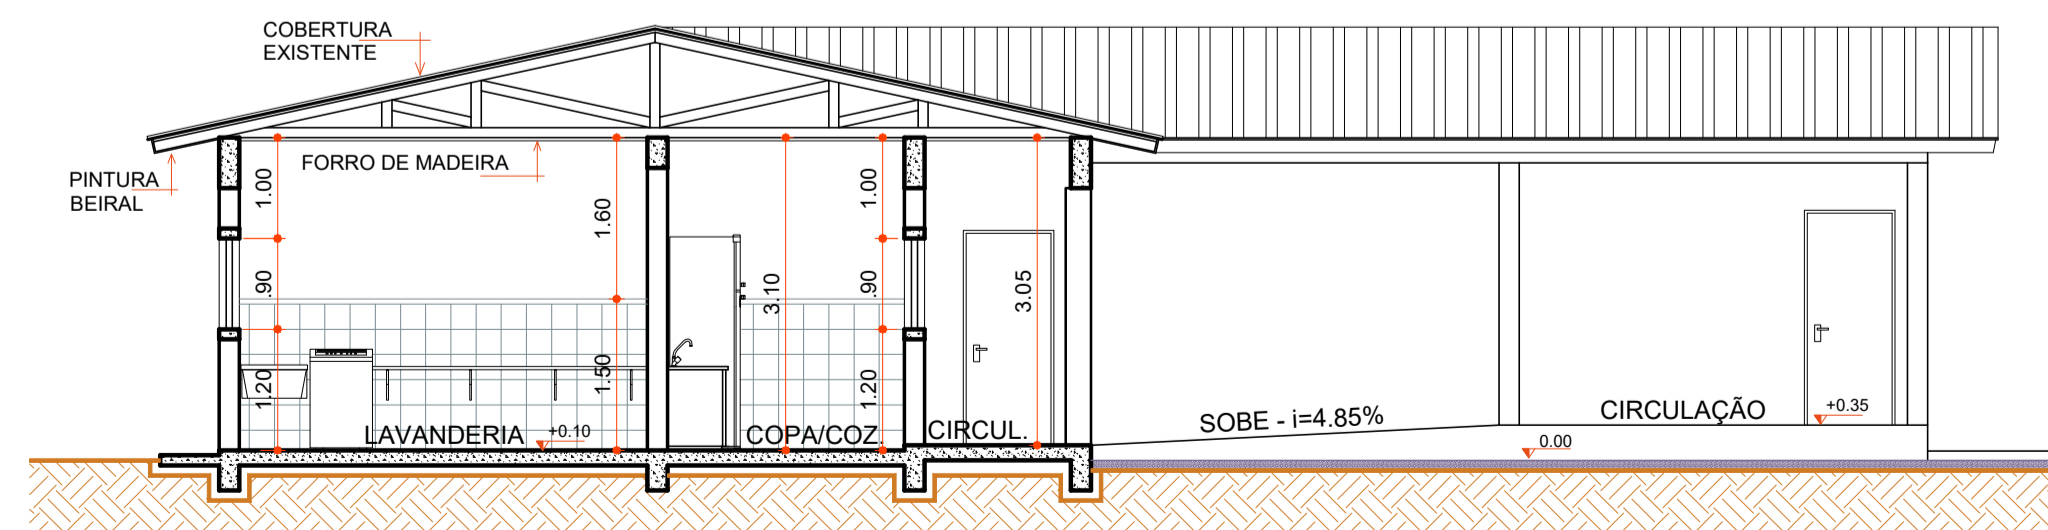 COBERTURA
EXISTENTE
FORRO DE MADEIRA
PINTURA
BEIRAL
1.00
1.60
1.00
.90
3.10
.90
3.05
1.20
1.50
1.20
LAVANDERIA
+0.10
COPA/COZ.
CIRCUL.
SOBE - i=4.85%
CIRCULAÇÃO
+0.35
0.00